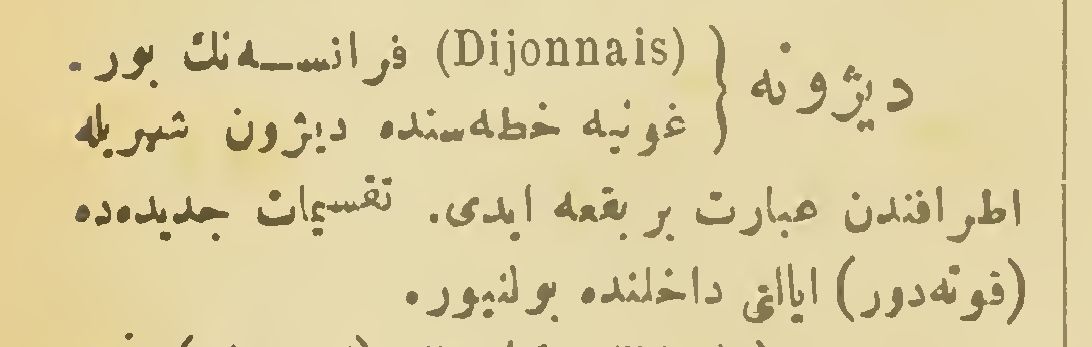 دیژونه { (Dijonnais) فرانسه‌نك بور.
غونیه خطه‌سنده دیژون شهریله
اطرافندن عبارت بر بقعه ایدی. تقسیمات جدیده‌ده
(قوته‌دور) ایالتی داخلنده بولنیور.